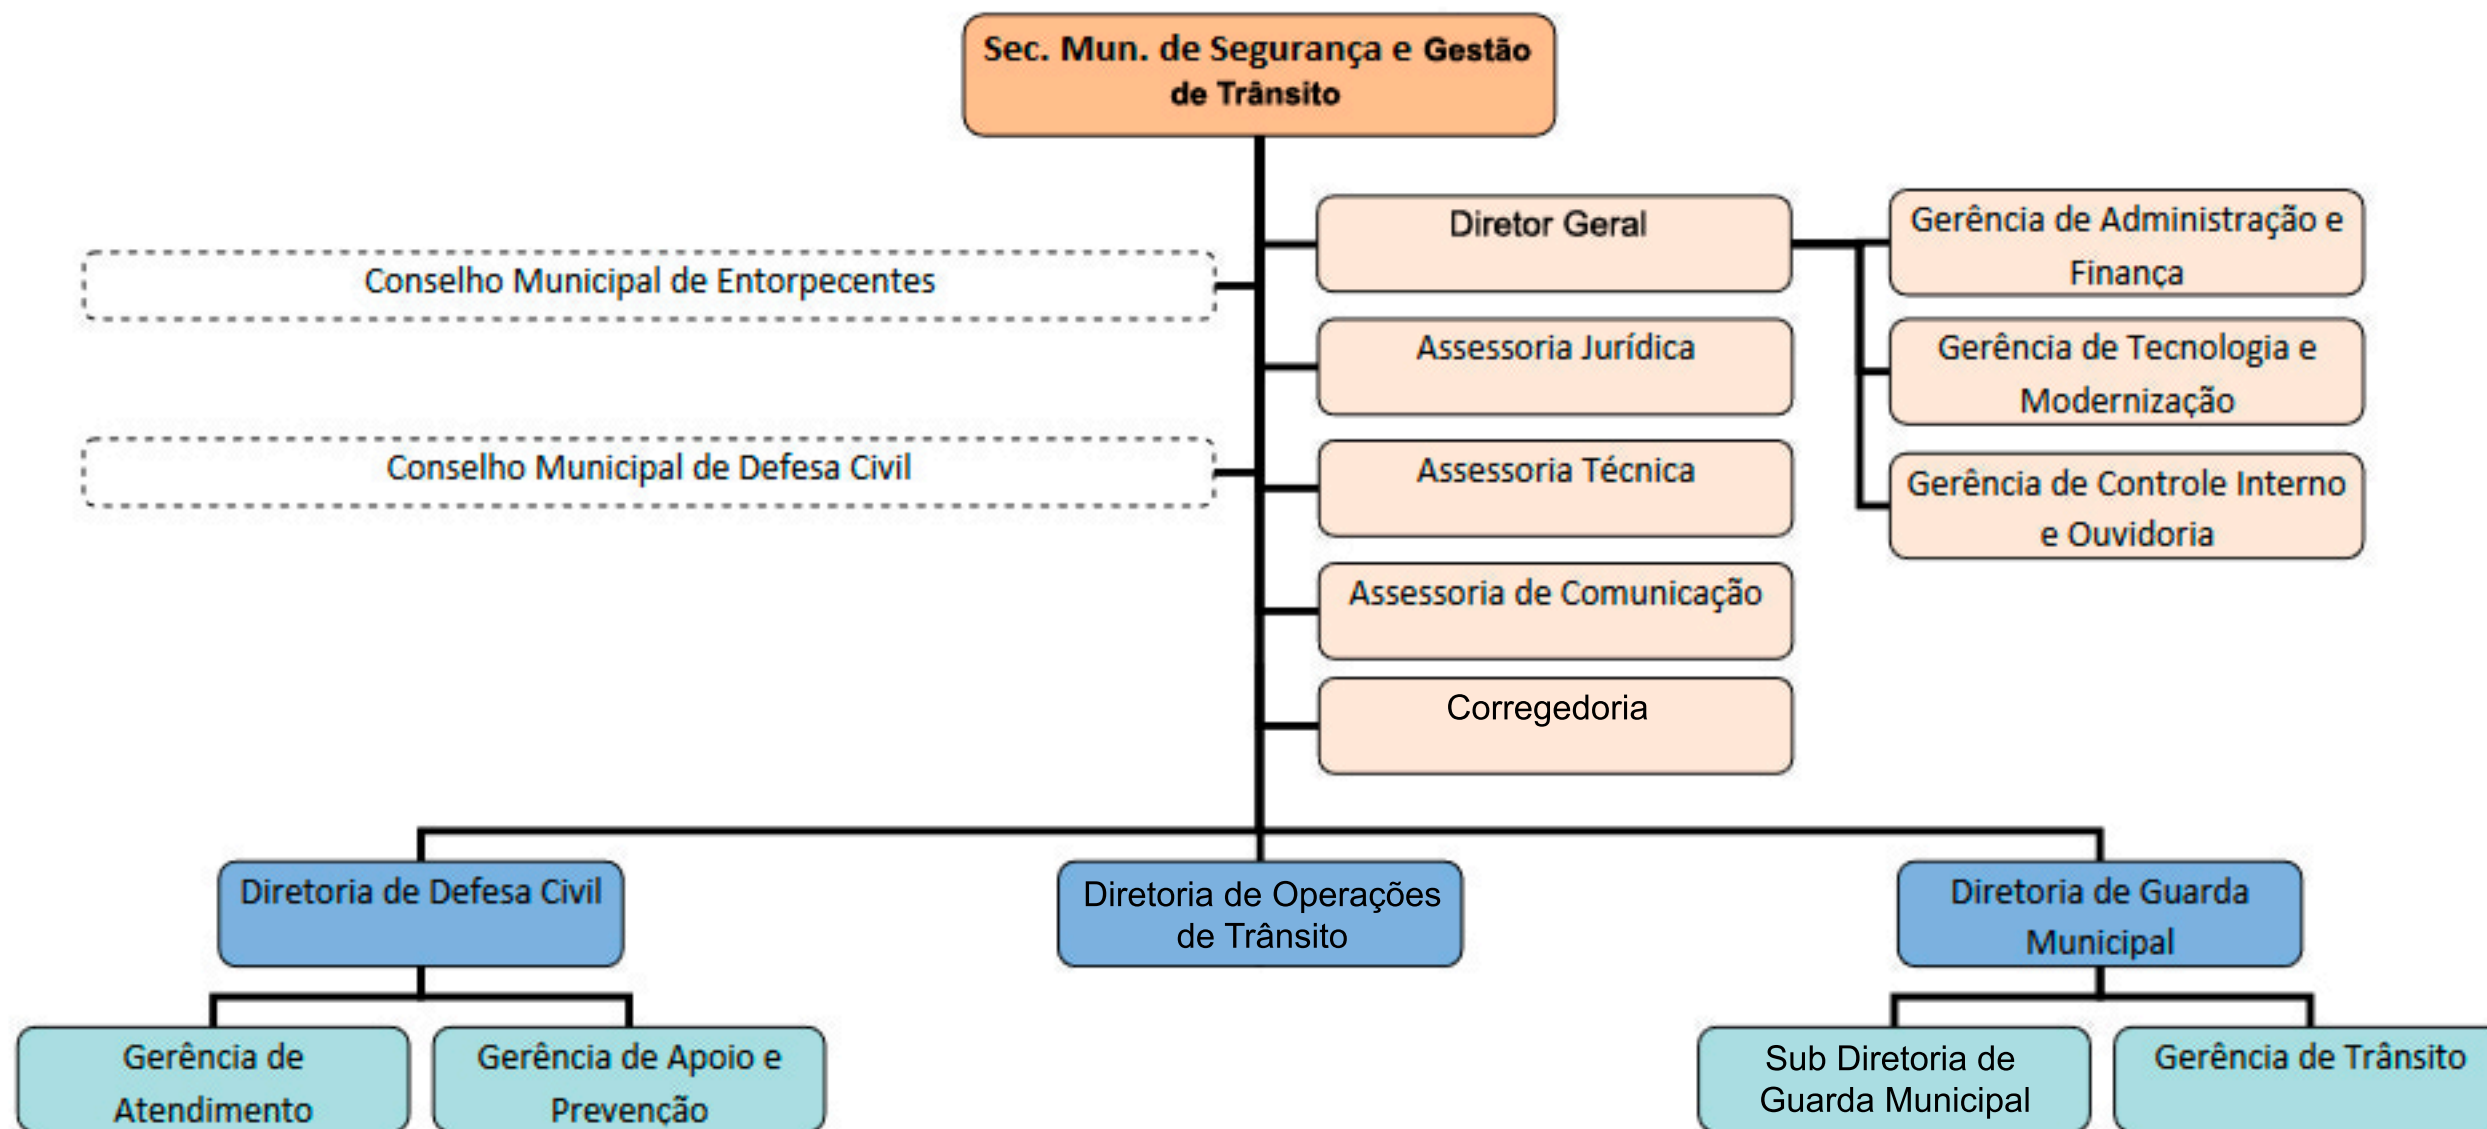 Sec. Mun. de Segurança e Gestão
de Trânsito
Diretor Geral
Gerência de Administração e
Finança
Conselho Municipal de Entorpecentes
Assessoria Jurídica
Gerência de Tecnologia e
Modernização
Conselho Municipal de Defesa Civil
Assessoria Técnica
Gerência de Controle Interno
e Ouvidoria
Assessoria de Comunicação
Corregedoria
Diretoria de Defesa Civil
Diretoria de Operações
de Trânsito
Diretoria de Guarda
Municipal
Gerência de
Atendimento
Gerência de Apoio e
Prevenção
Sub Diretoria de
Guarda Municipal
Gerência de Trânsito